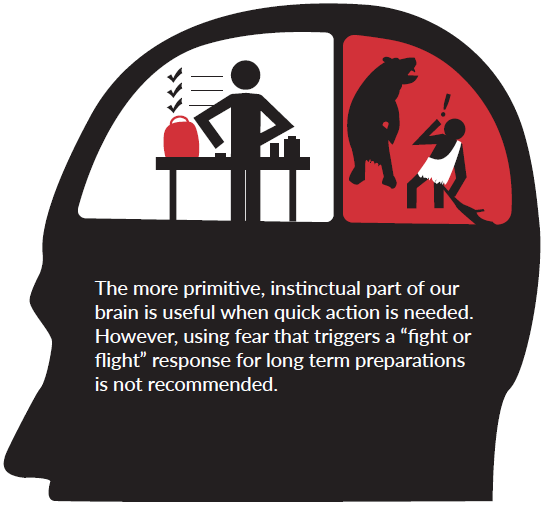 !
The more primitive, instinctual part of our
brain is useful when quick action is needed.
However, using fear that triggers a “fight or
flight” response for long term preparations
is not recommended.